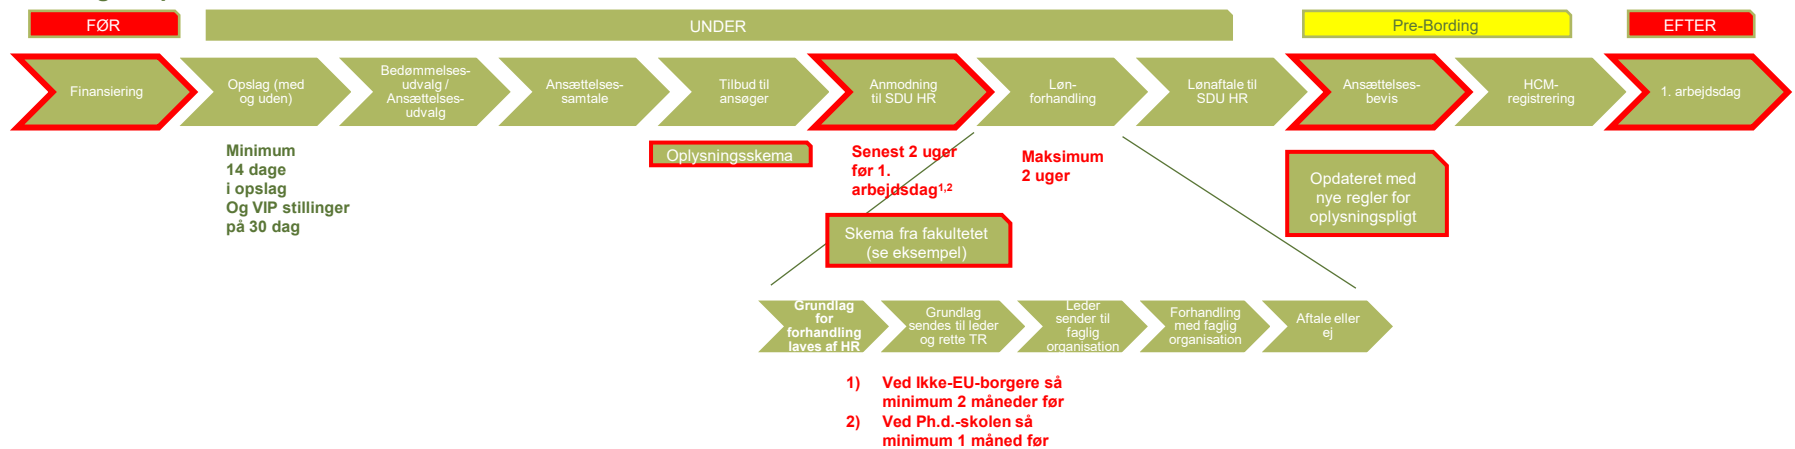 FØR
UNDER
Pre-Bording
EFTER
Finansiering
Opslag (med
og uden)
Bedømmelses-
udvalg /
Ansættelses-
udvalg
Ansættelses-
samtale
Tilbud til
ansøger
Anmodning
til SDU HR
Løn-
forhandling
Lønaftale til
SDU HR
Ansættelses-
bevis
HCM-
registrering
1. arbejdsdag
Minimum
14 dage
i opslag
Og VIP stillinger
på 30 dag
Oplysningsskema
Senest 2 uger
før 1.
arbejdsdag¹,²
Maksimum
2 uger
Opdateret med
nye regler for
oplysningspligt
Skema fra fakultetet
(se eksempel)
Grundlag
for
forhandling
laves af HR
Grundlag
sendes til leder
og rette TR
Leder
sender til
faglig
organisation
Forhandling
med faglig
organisation
Aftale eller
ej
1) Ved Ikke-EU-borgere så
minimum 2 måneder før
2) Ved Ph.d.-skolen så
minimum 1 måned før